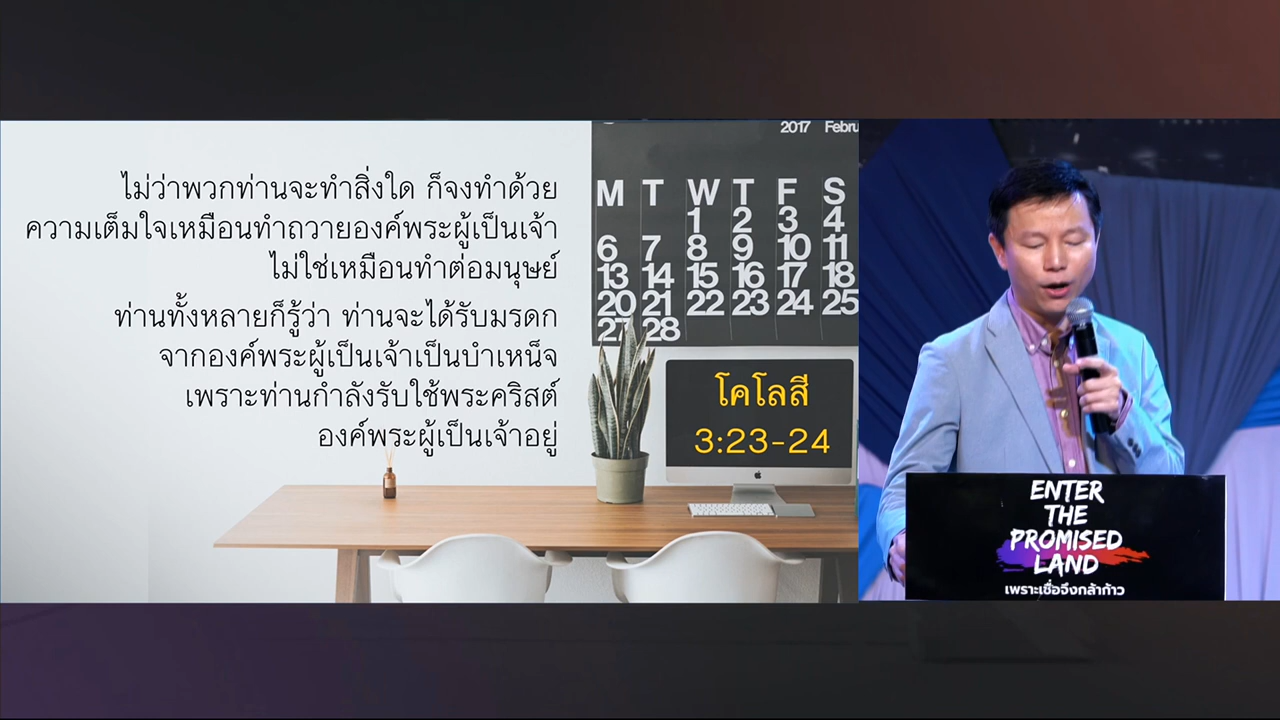 ไม่ว่าพวกท่านจะทำสิ่งใด ก็จงทำด้วย
ความเต็มใจเหมือนทำถวายองค์พระผู้เป็นเจ้า
ไม่ใช่เหมือนทำต่อมนุษย์
ท่านทั้งหลายก็รู้ว่า ท่านจะได้รับมรดก
จากองค์พระผู้เป็นเจ้าเป็นบำเหน็จ
เพราะท่านกำลังรับใช้พระคริสต์
องค์พระผู้เป็นเจ้าอยู่
2017 Febru
M T W T F S
1 2 3 4
6 7 8 9 10 11
13 14 15 16 17 18
20 21 22 23 24 25
27 28
โคโลสี
3:23-24
ENTER
THE
PROMISED
LAND
เพราะเชื่อจึงกล้าก้าว